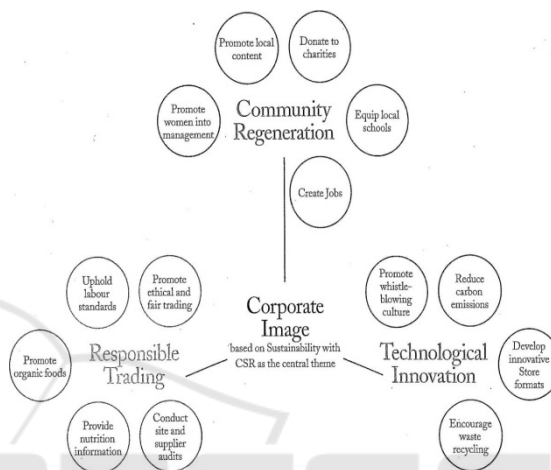 Promote local
content
Donate to
charities
Promote
women into
management
Community
Regeneration
Equip local
schools
Create Jobs
Uphold
labour
standards
Promote
ethical and
fair trading
Promote
organic foods
Responsible
Trading
Provide
nutrition
information
Conduct
site and
supplier
audits
Corporate
Image
based on Sustainability with
CSR as the central theme
Promote
whistle-
blowing
culture
Reduce
carbon
emissions
Technological
Innovation
Develop
innovative
Store
formats
Encourage
waste
recycling